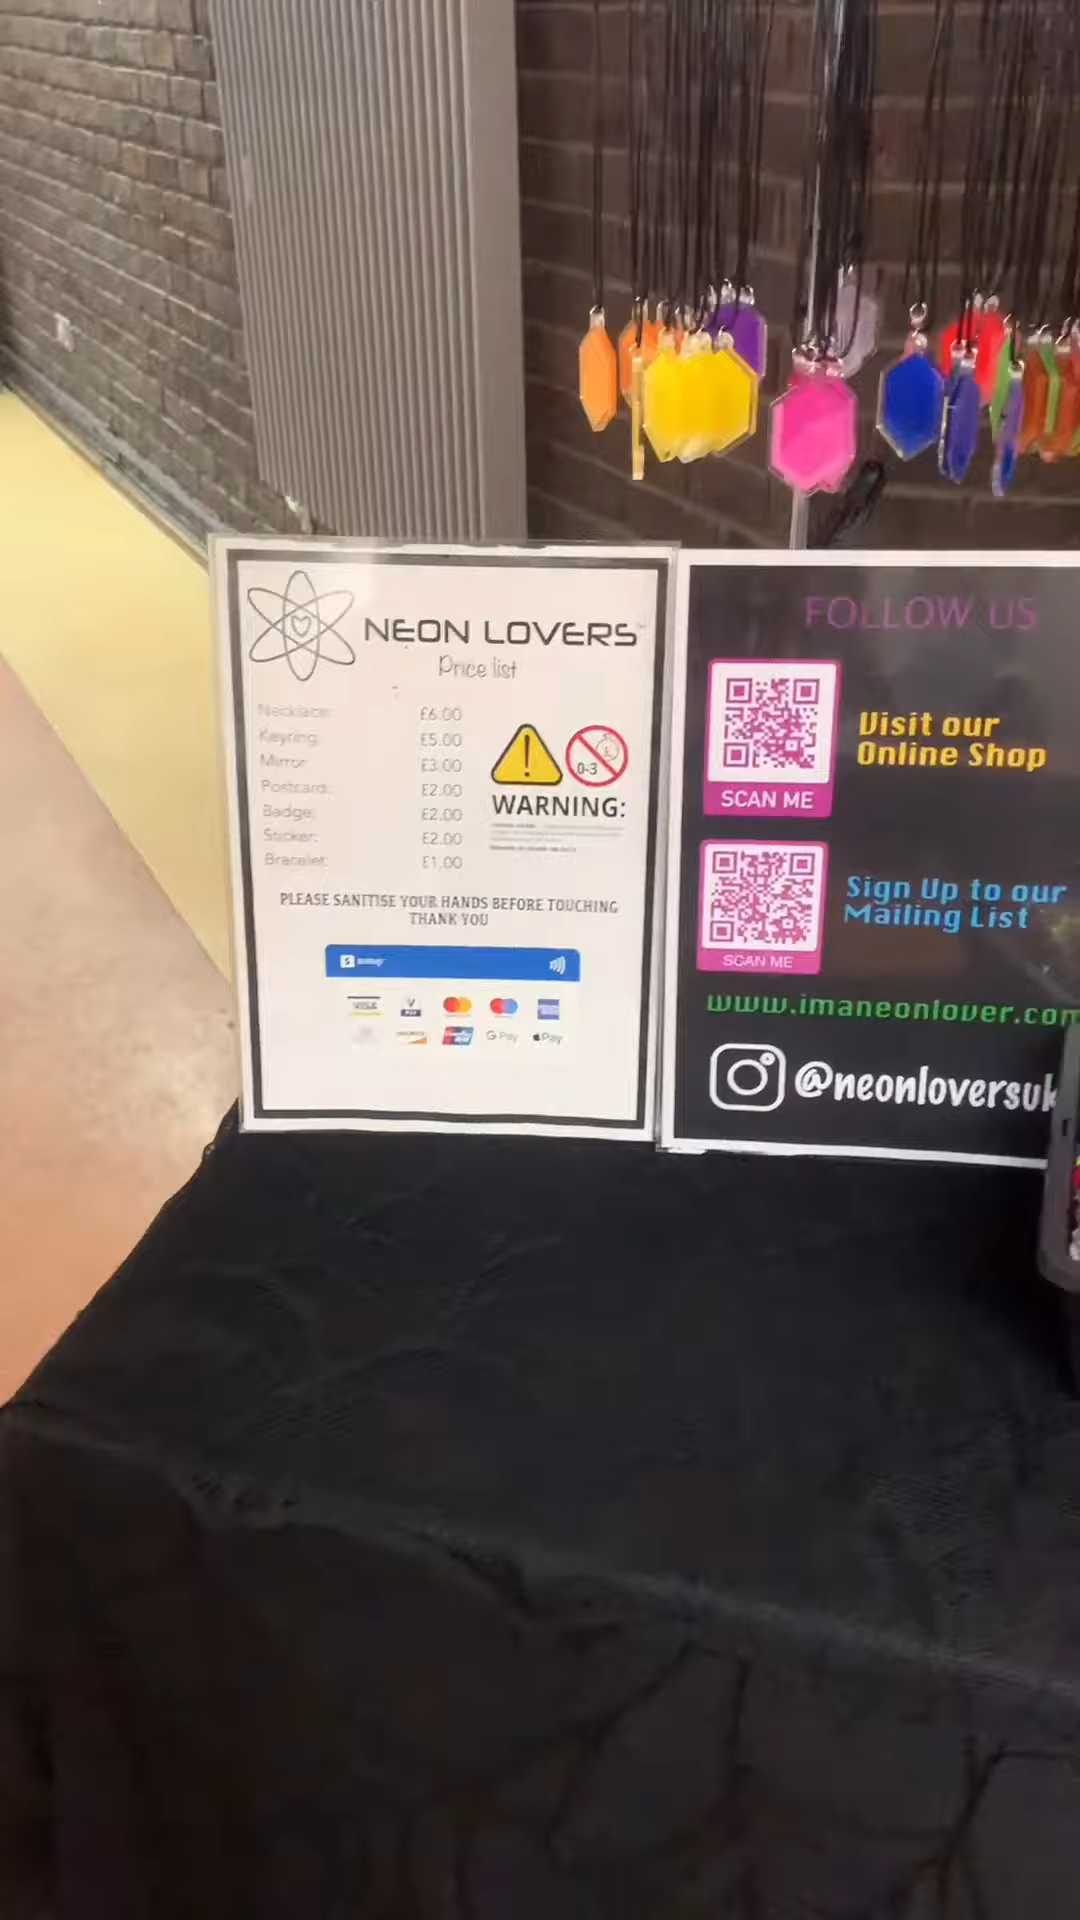 NEON LOVERS
Price list
Necklace: £6.00
Keyring: £5.00
Mirror: £3.00
Postcard: £2.00
Badge: £2.00
Sticker: £2.00
Bracelet: £1.00
0-3
WARNING:
PLEASE SANITISE YOUR HANDS BEFORE TOUCHING
THANK YOU
VISA
V PAY
G Pay
Pay
FOLLOW US
SCAN ME
Visit our
Online Shop
SCAN ME
Sign Up to our
Mailing List
www.imaneonlover.com
@neonloversuk